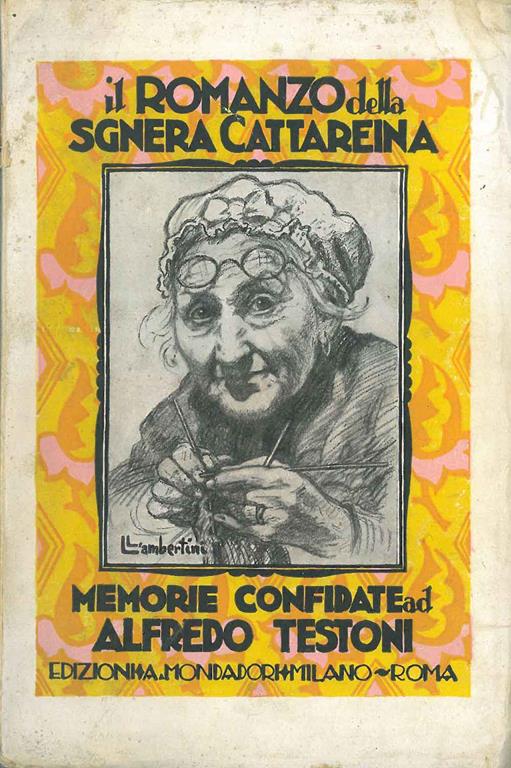 il ROMANZO della
SGNERA CATTAREINA
Lambertini
MEMORIE CONFIDATE ad
ALFREDO TESTONI
EDIZIONI A. MONDADORI MILANO ~ ROMA